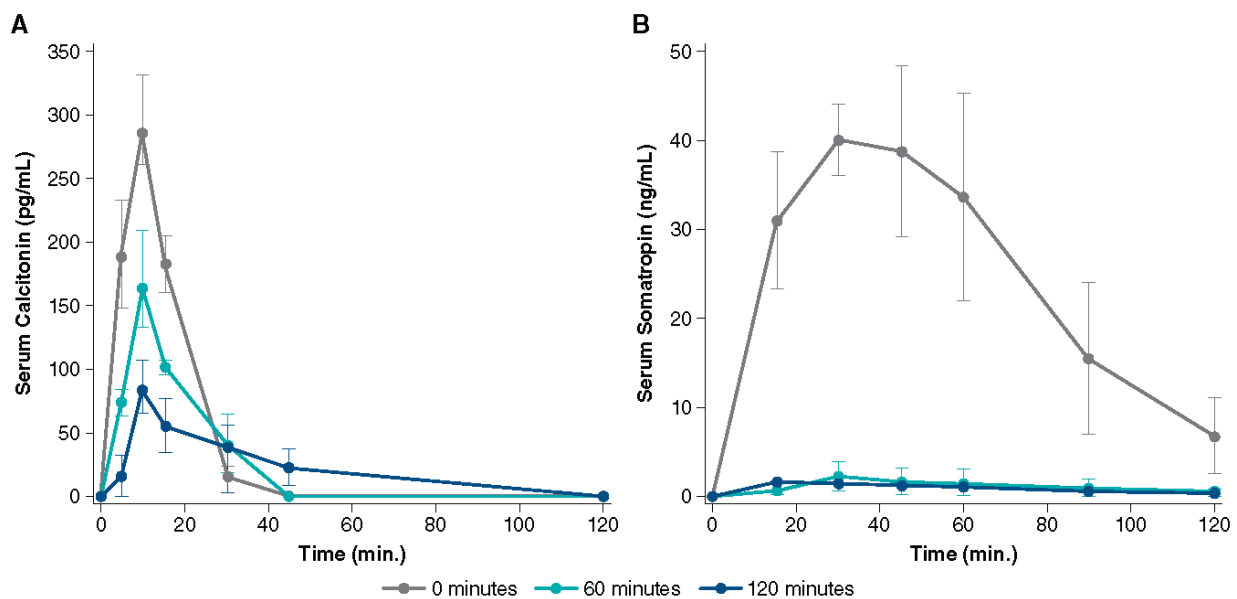 A
Serum Calcitonin (pg/mL)
350
300
250
200
150
100
50
0
0 20 40 60 80 100 120
Time (min.)
B
Serum Somatropin (ng/mL)
50
40
30
20
10
0
0 20 40 60 80 100 120
Time (min.)
0 minutes 60 minutes 120 minutes